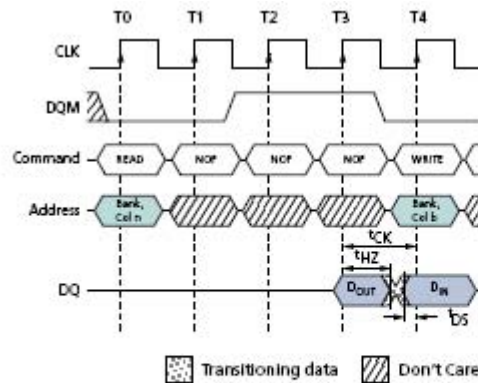 T0 T1 T2 T3 T4
CLK
DQM
Command READ NOP NOP NOP WRITE
Address Bank, Col n Bank, Col b
tCK
tHZ
DQ DOUT DIN
tDS
Transitioning data Don't Care